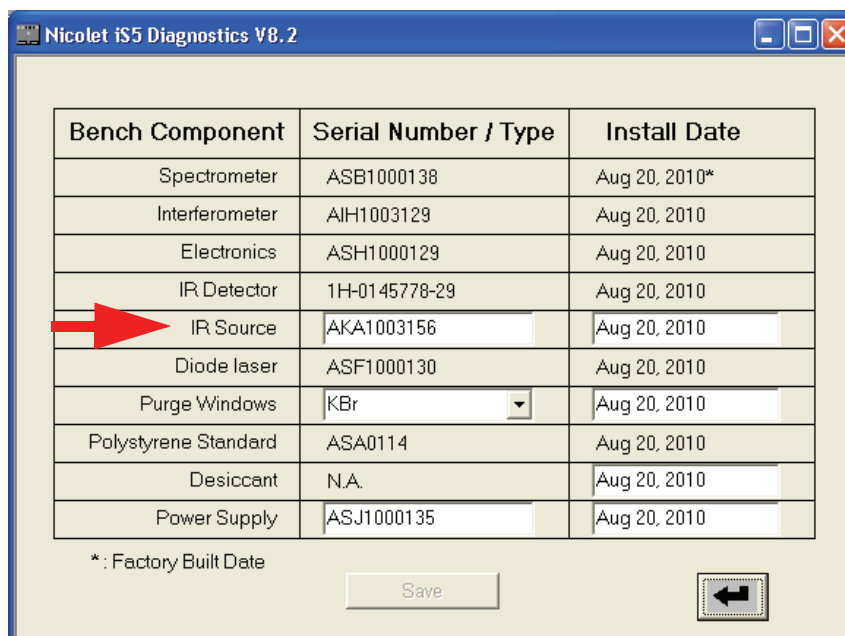 Nicolet iS5 Diagnostics V8.2
Bench Component Serial Number / Type Install Date
Spectrometer ASB1000138 Aug 20, 2010*
Interferometer AIH1003129 Aug 20, 2010
Electronics ASH1000129 Aug 20, 2010
IR Detector 1H-0145778-29 Aug 20, 2010
IR Source AKA1003156 Aug 20, 2010
Diode laser ASF1000130 Aug 20, 2010
Purge Windows KBr Aug 20, 2010
Polystyrene Standard ASA0114 Aug 20, 2010
Desiccant N.A. Aug 20, 2010
Power Supply ASJ1000135 Aug 20, 2010
* : Factory Built Date
Save